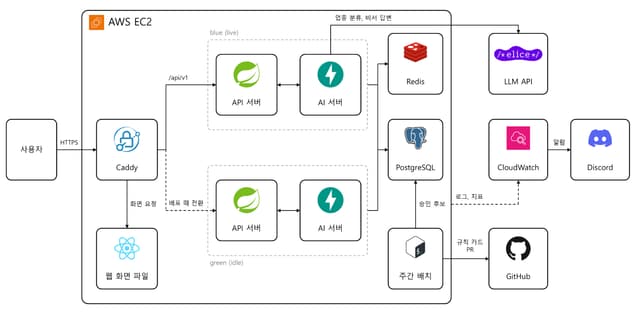 AWS EC2
업종 분류, 비서 답변
blue (live)
/api/v1
API 서버
AI 서버
Redis
/* elice */
LLM API
HTTPS
사용자
Caddy
PostgreSQL
CloudWatch
알림
Discord
화면 요청
배포 때 전환
API 서버
AI 서버
승인 후보
로그, 지표
green (idle)
웹 화면 파일
주간 배치
규칙 카드
PR
GitHub